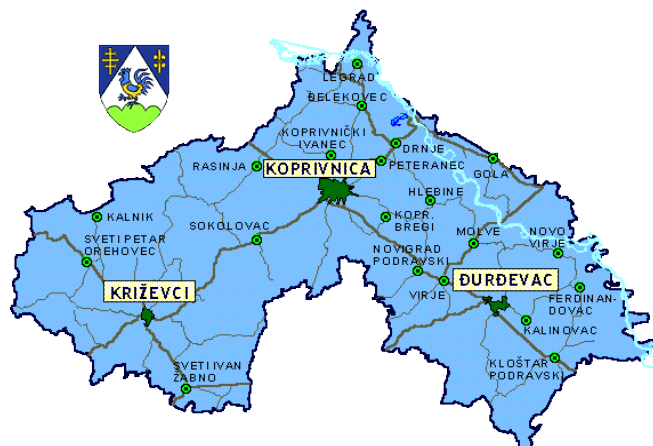 LEGRAD
ĐELEKOVEC
KOPRIVNIČKI
IVANEC
DRNJE
RASINJA
KOPRIVNICA
PETERANEC
GOLA
HLEBINE
KALNIK
SOKOLOVAC
KOPR.
BREGI
MOLVE
NOVO
VIRJE
SVETI PETAR
OREHOVEC
NOVIGRAD
PODRAVSKI
ĐURĐEVAC
KRIŽEVCI
VIRJE
FERDINAN-
DOVAC
KALINOVAC
SVETI IVAN
ŽABNO
KLOŠTAR
PODRAVSKI